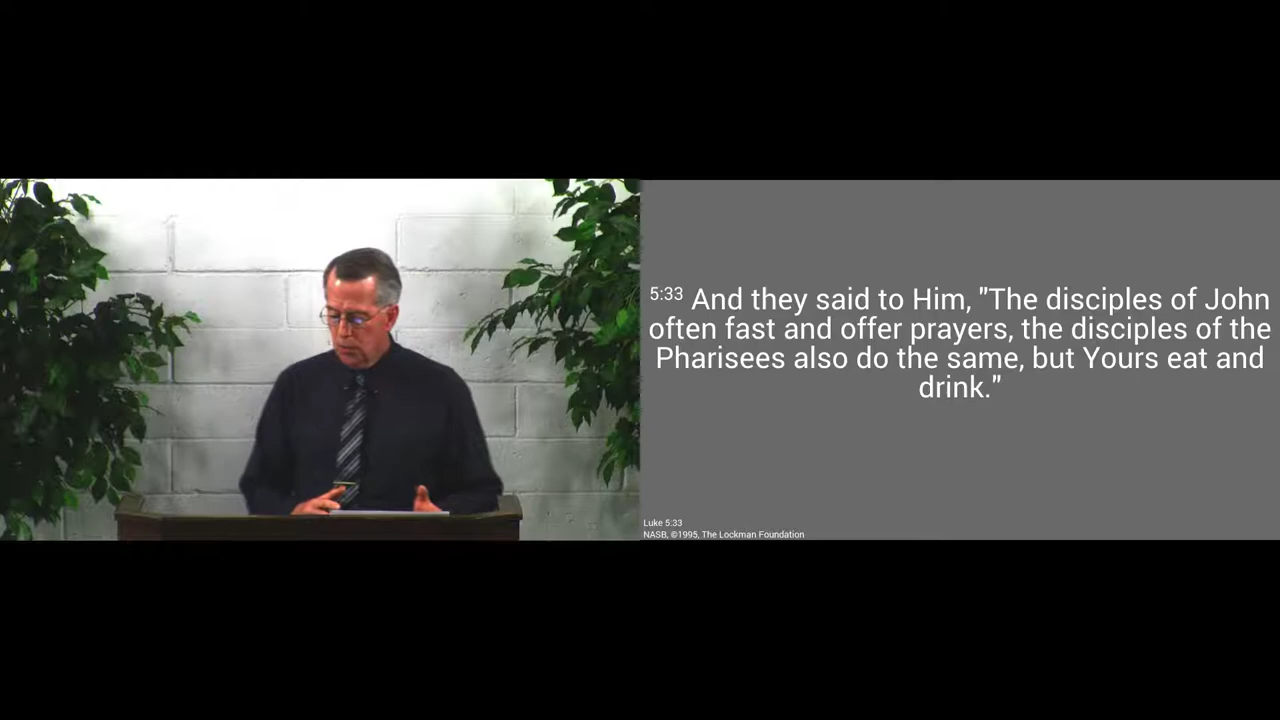 5:33 And they said to Him, "The disciples of John
often fast and offer prayers, the disciples of the
Pharisees also do the same, but Yours eat and
drink."
Luke 5:33
NASB, ©1995, The Lockman Foundation